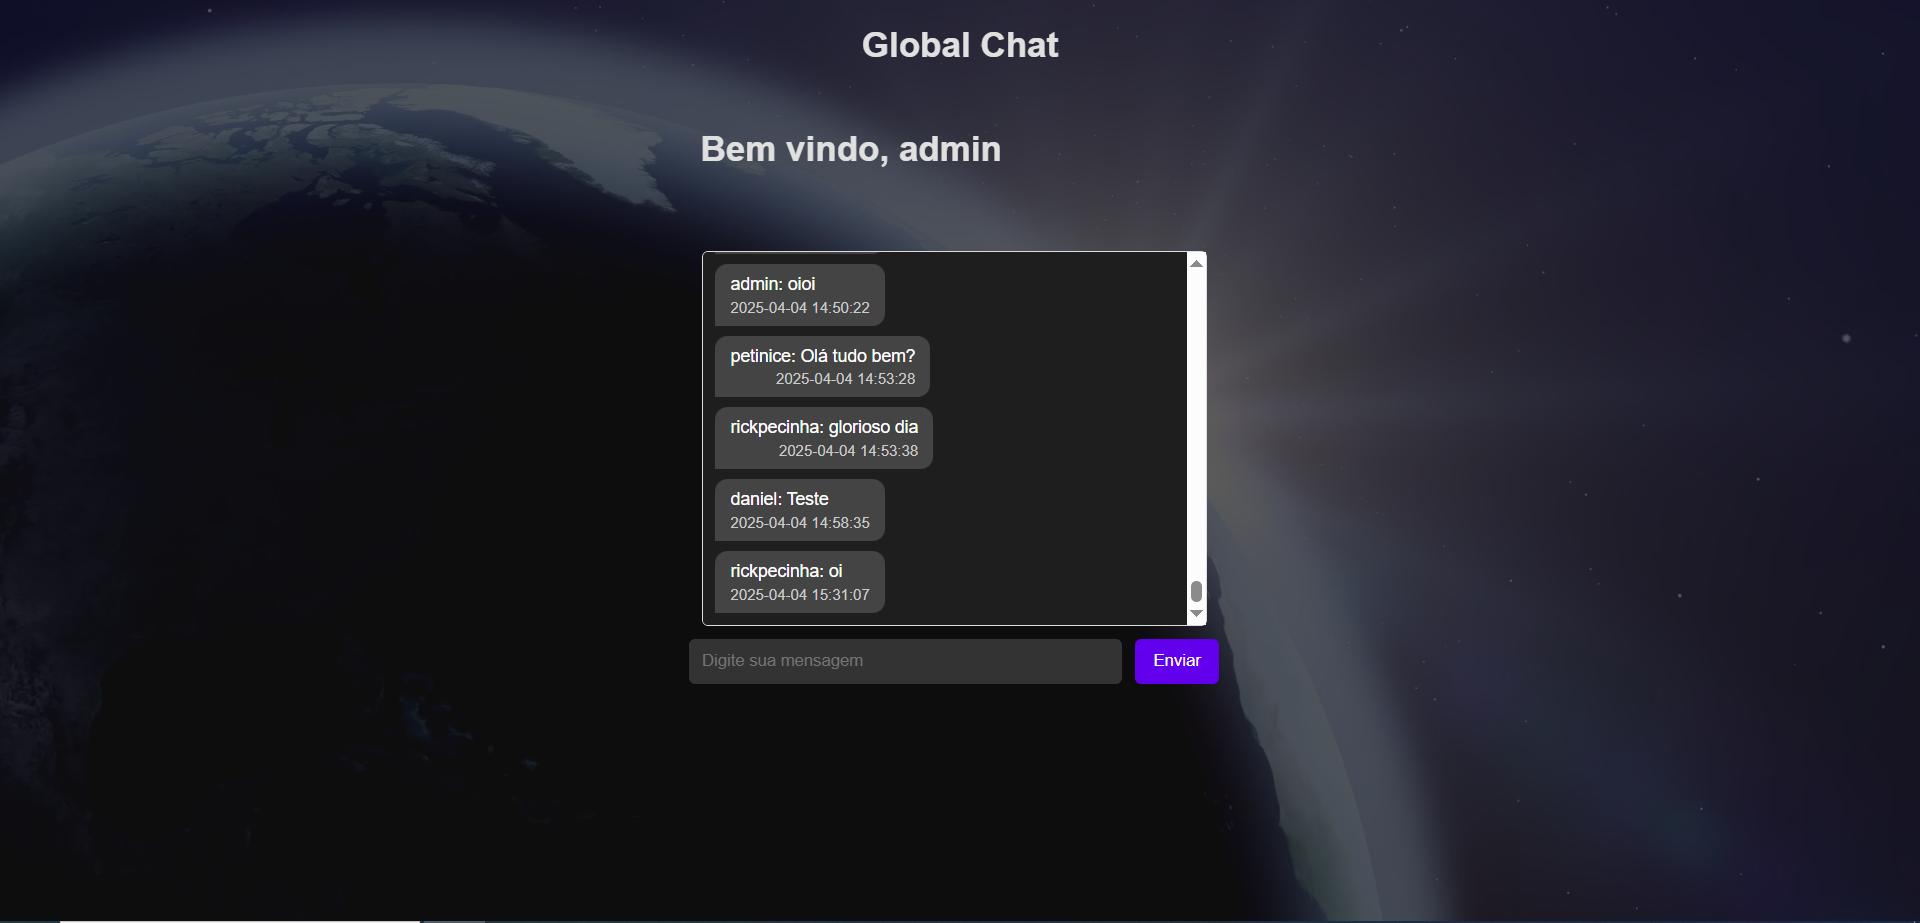 Global Chat
Bem vindo, admin
admin: oioi
2025-04-04 14:50:22
petinice: Olá tudo bem?
2025-04-04 14:53:28
rickpecinha: glorioso dia
2025-04-04 14:53:38
daniel: Teste
2025-04-04 14:58:35
rickpecinha: oi
2025-04-04 15:31:07
Digite sua mensagem
Enviar